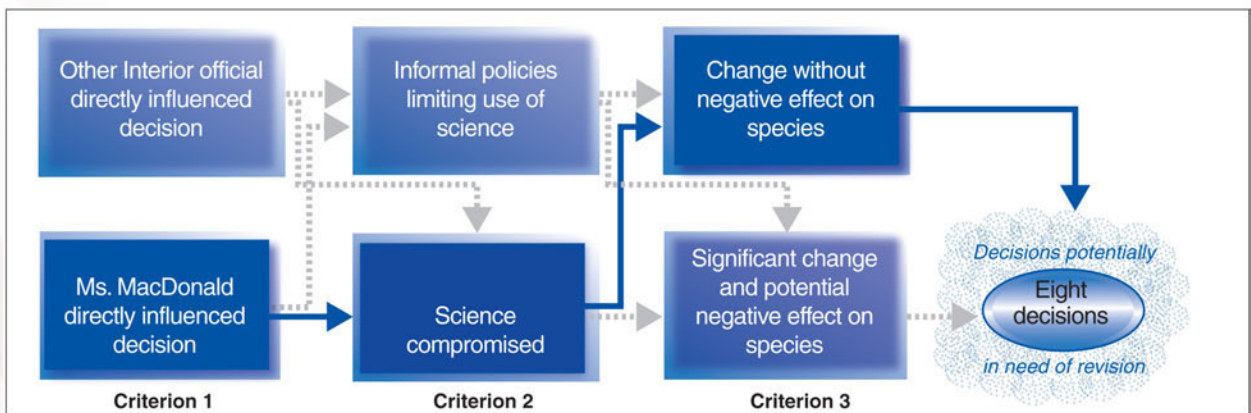 Other Interior official
directly influenced
decision
Informal policies
limiting use of
science
Change without
negative effect on
species
Ms. MacDonald
directly influenced
decision
Science
compromised
Significant change
and potential
negative effect on
species
Decisions potentially
Eight
decisions
in need of revision
Criterion 1
Criterion 2
Criterion 3